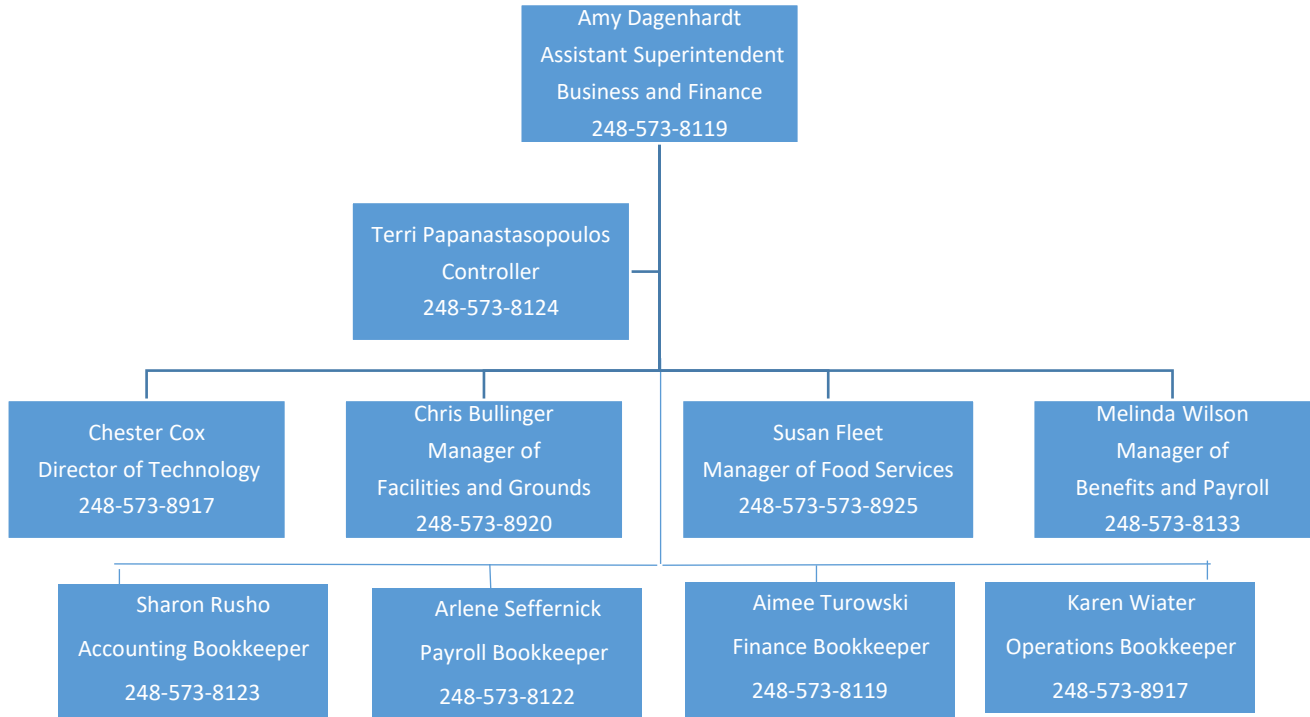 Amy Dagenhardt
Assistant Superintendent
Business and Finance
248-573-8119
Terri Papanastasopoulos
Controller
248-573-8124
Chester Cox
Director of Technology
248-573-8917
Chris Bullinger
Manager of
Facilities and Grounds
248-573-8920
Susan Fleet
Manager of Food Services
248-573-573-8925
Melinda Wilson
Manager of
Benefits and Payroll
248-573-8133
Sharon Rusho
Accounting Bookkeeper
248-573-8123
Arlene Seffernick
Payroll Bookkeeper
248-573-8122
Aimee Turowski
Finance Bookkeeper
248-573-8119
Karen Wiater
Operations Bookkeeper
248-573-8917